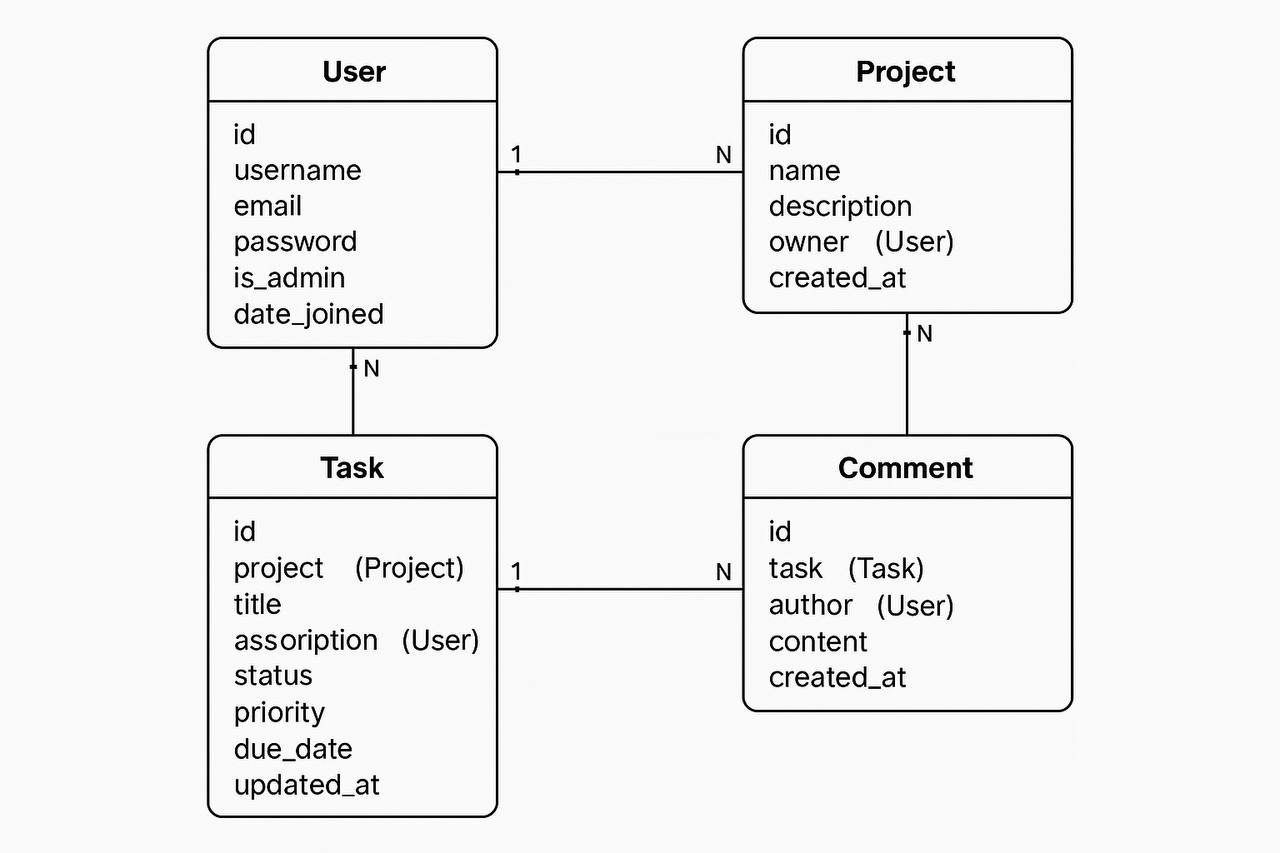 User
id
username
email
password
is_admin
date_joined
1
N
Project
id
name
description
owner (User)
created_at
N
N
Task
id
project (Project)
title
assoription (User)
status
priority
due_date
updated_at
1
N
Comment
id
task (Task)
author (User)
content
created_at